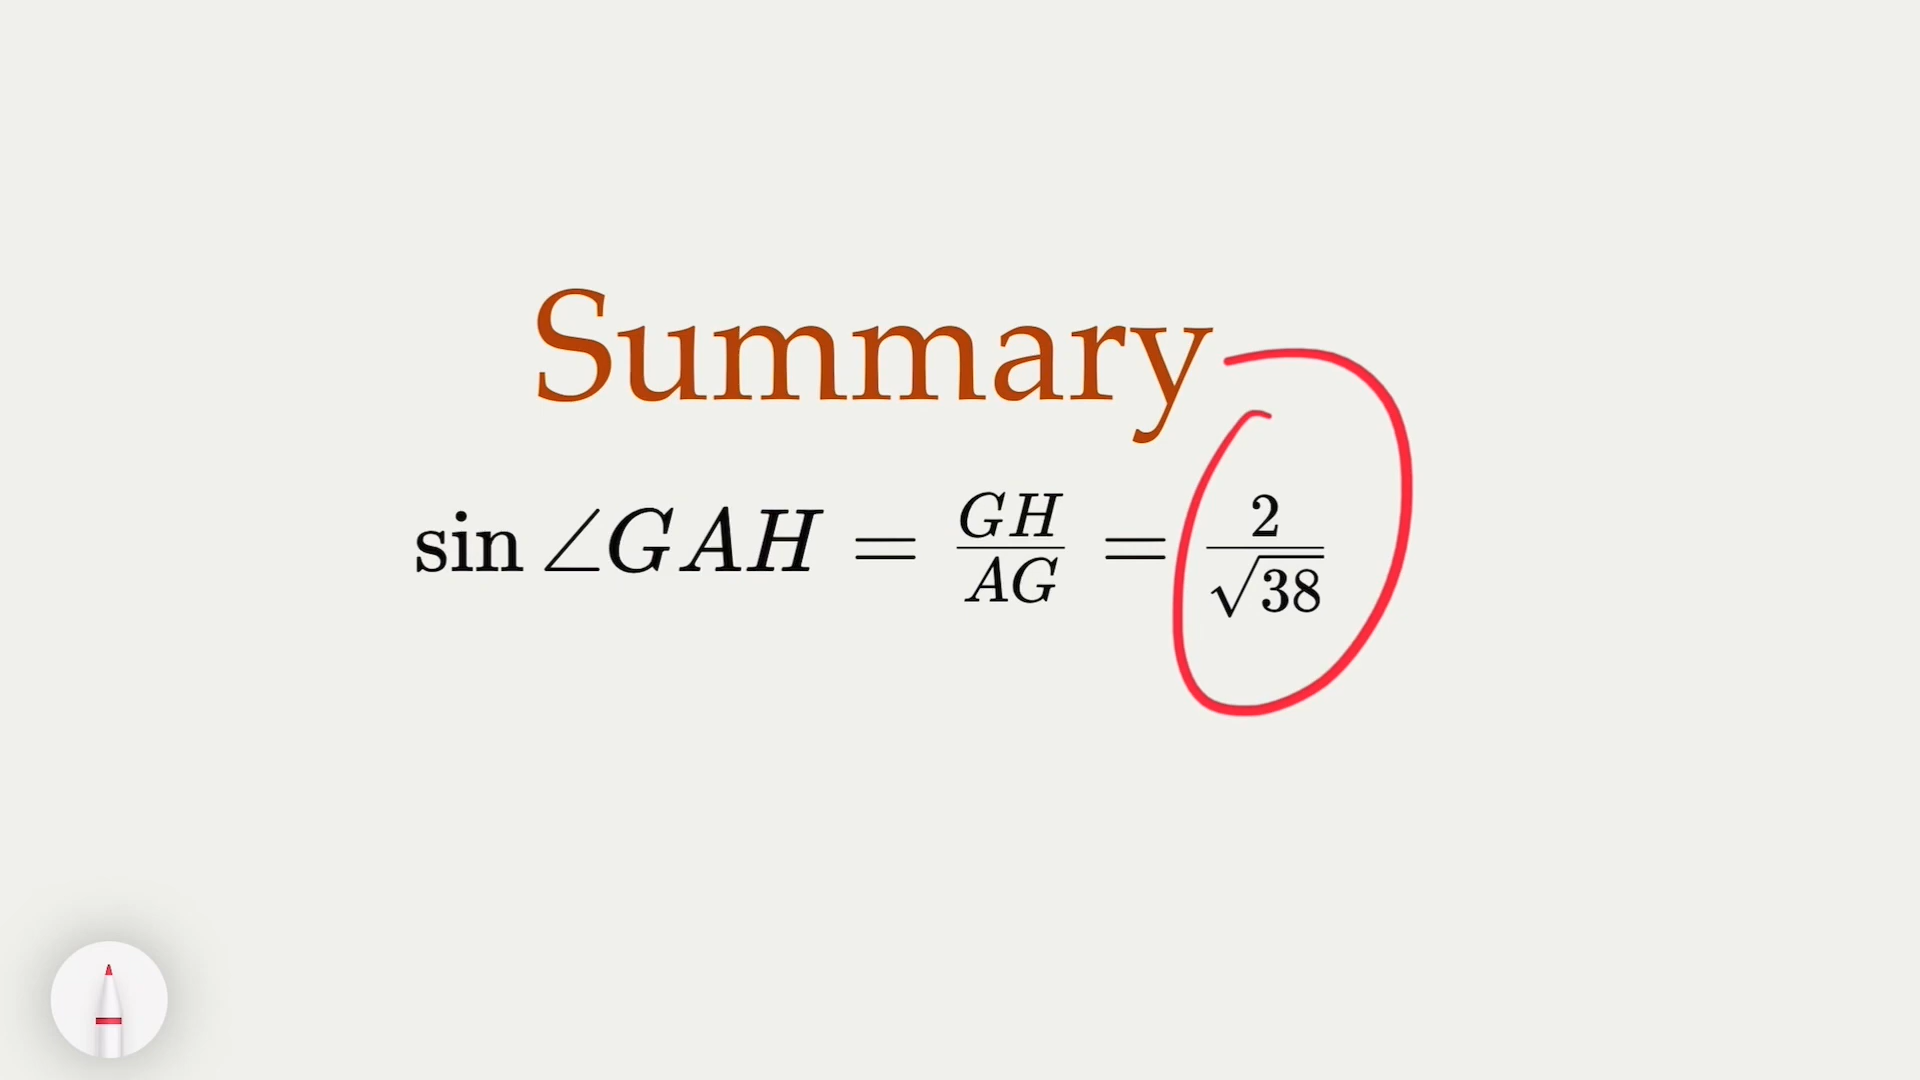 Summary
sin ∠GAH = GH/AG = 2/√38